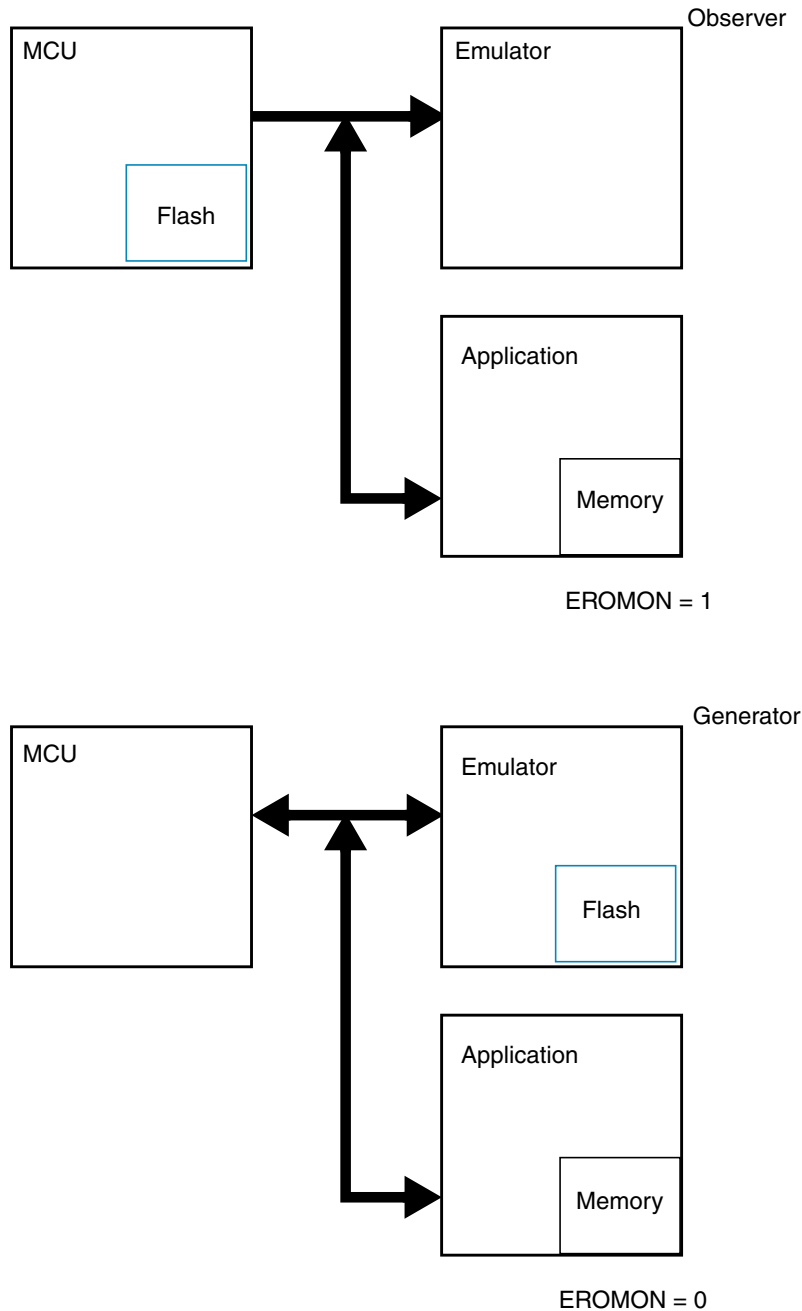 Observer
MCU
Emulator
Flash
Application
Memory
EROMON = 1
Generator
MCU
Emulator
Flash
Application
Memory
EROMON = 0